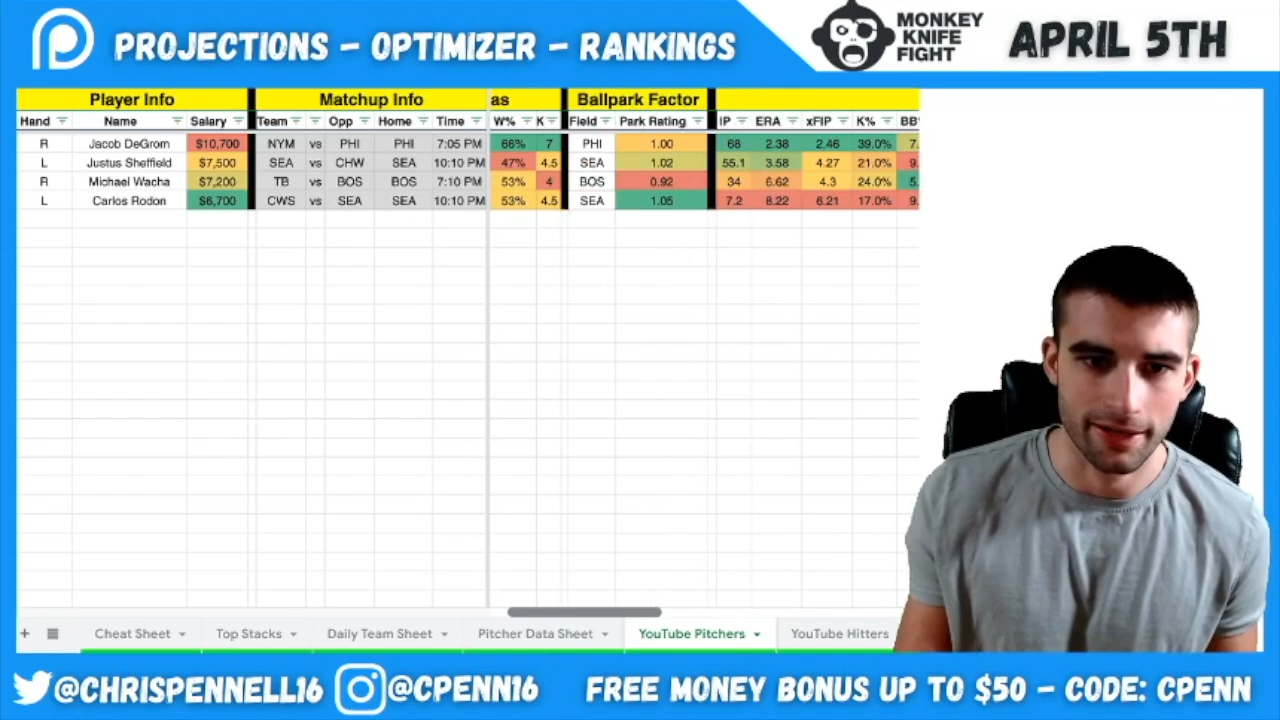 PROJECTIONS - OPTIMIZER - RANKINGS
MONKEY
KNIFE
FIGHT
APRIL 5TH
Player Info Matchup Info as Ballpark Factor
Hand Name Salary Team Opp Home Time W% K Field Park Rating IP ERA xFIP K% BB
R Jacob DeGrom $10,700 NYM vs PHI PHI 7:05 PM 66% 7 PHI 1.00 68 2.38 2.46 39.0% 7.
L Justus Sheffield $7,500 SEA vs CHW SEA 10:10 PM 47% 4.5 SEA 1.02 55.1 3.58 4.27 21.0% 9.
R Michael Wacha $7,200 TB vs BOS BOS 7:10 PM 53% 4 BOS 0.92 34 6.62 4.3 24.0% 5.
L Carlos Rodon $6,700 CWS vs SEA SEA 10:10 PM 53% 4.5 SEA 1.05 7.2 8.22 6.21 17.0% 9.
Cheat Sheet Top Stacks Daily Team Sheet Pitcher Data Sheet YouTube Pitchers YouTube Hitters
@CHRISPENNELL16 @CPENN16 FREE MONEY BONUS UP TO $50 - CODE: CPENN